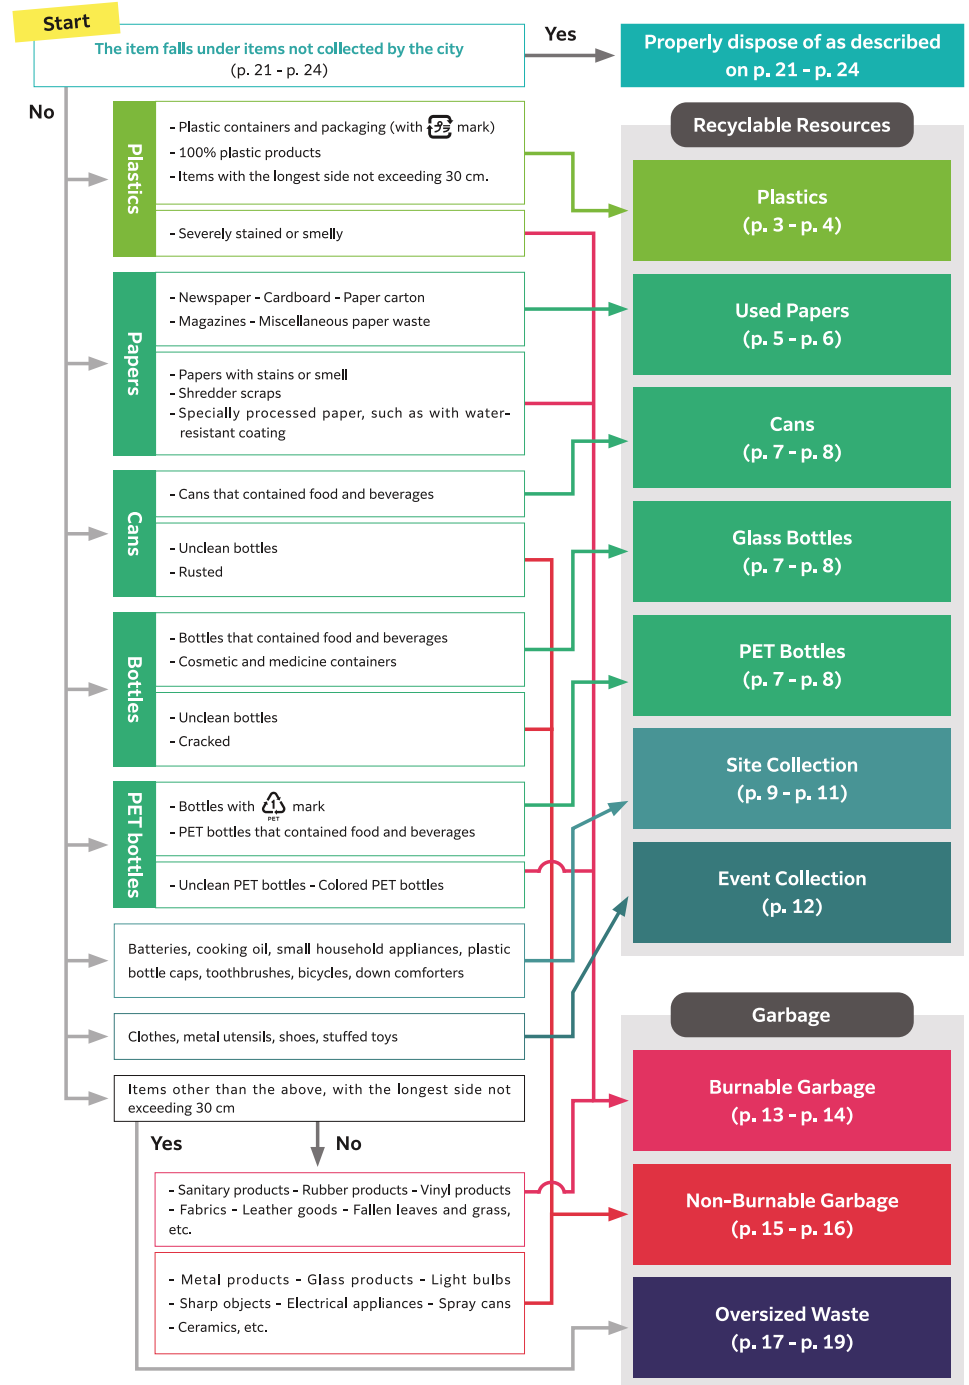 Start
The item falls under items not collected by the city
(p. 21 - p. 24)
Yes
Properly dispose of as described
on p. 21 - p. 24
No
Recyclable Resources
Plastics
- Plastic containers and packaging (with プラ mark)
- 100% plastic products
- Items with the longest side not exceeding 30 cm.
- Severely stained or smelly
Plastics
(p. 3 - p. 4)
Papers
- Newspaper - Cardboard - Paper carton
- Magazines - Miscellaneous paper waste
- Papers with stains or smell
- Shredder scraps
- Specially processed paper, such as with water-
resistant coating
Used Papers
(p. 5 - p. 6)
Cans
- Cans that contained food and beverages
- Unclean bottles
- Rusted
Cans
(p. 7 - p. 8)
Bottles
- Bottles that contained food and beverages
- Cosmetic and medicine containers
- Unclean bottles
- Cracked
Glass Bottles
(p. 7 - p. 8)
PET bottles
- Bottles with 1 PET mark
- PET bottles that contained food and beverages
- Unclean PET bottles - Colored PET bottles
PET Bottles
(p. 7 - p. 8)
Batteries, cooking oil, small household appliances, plastic
bottle caps, toothbrushes, bicycles, down comforters
Site Collection
(p. 9 - p. 11)
Clothes, metal utensils, shoes, stuffed toys
Event Collection
(p. 12)
Items other than the above, with the longest side not
exceeding 30 cm
Yes
No
Garbage
- Sanitary products - Rubber products - Vinyl products
- Fabrics - Leather goods - Fallen leaves and grass,
etc.
Burnable Garbage
(p. 13 - p. 14)
- Metal products - Glass products - Light bulbs
- Sharp objects - Electrical appliances - Spray cans
- Ceramics, etc.
Non-Burnable Garbage
(p. 15 - p. 16)
Oversized Waste
(p. 17 - p. 19)